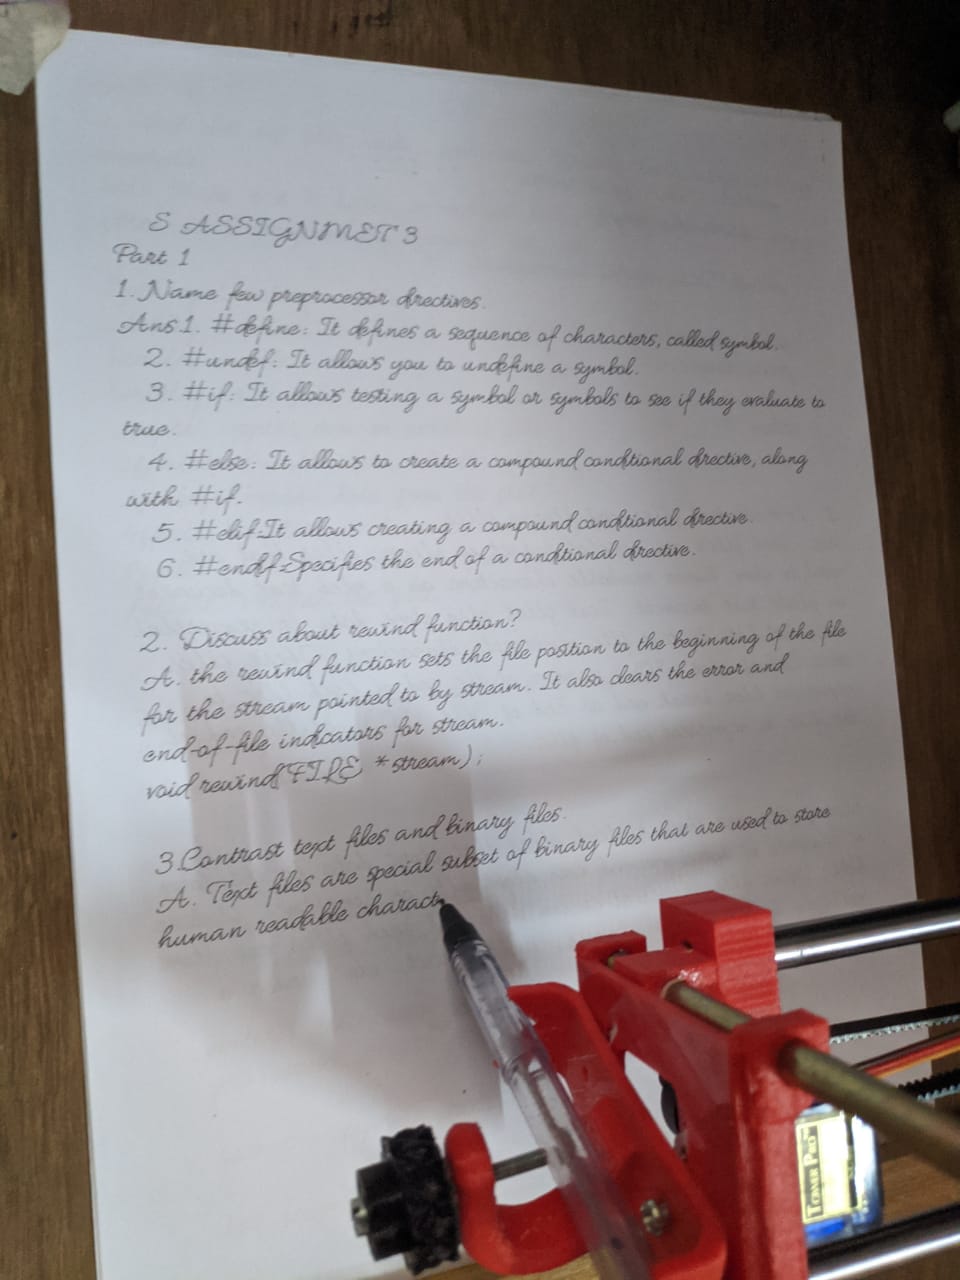 S ASSIGNMET 3
Part 1
1. Name few preprocessor directives.
Ans1. #define: It defines a sequence of characters, called symbol.
2. #undef: It allows you to undefine a symbol.
3. #if: It allows testing a symbol or symbols to see if they evaluate to
true.
4. #else: It allows to create a compound conditional directive, along
with #if.
5. #elif:It allows creating a compound conditional directive.
6. #endif:Specifies the end of a conditional directive.
2. Discuss about rewind function?
A. the rewind function sets the file position to the beginning of the file
for the stream pointed to by stream. It also clears the error and
end-of-file indicators for stream.
void rewind(FILE *stream);
3.Contrast text files and binary files.
A. Text files are special subset of binary files that are used to store
human readable charact
TOWER PRO™